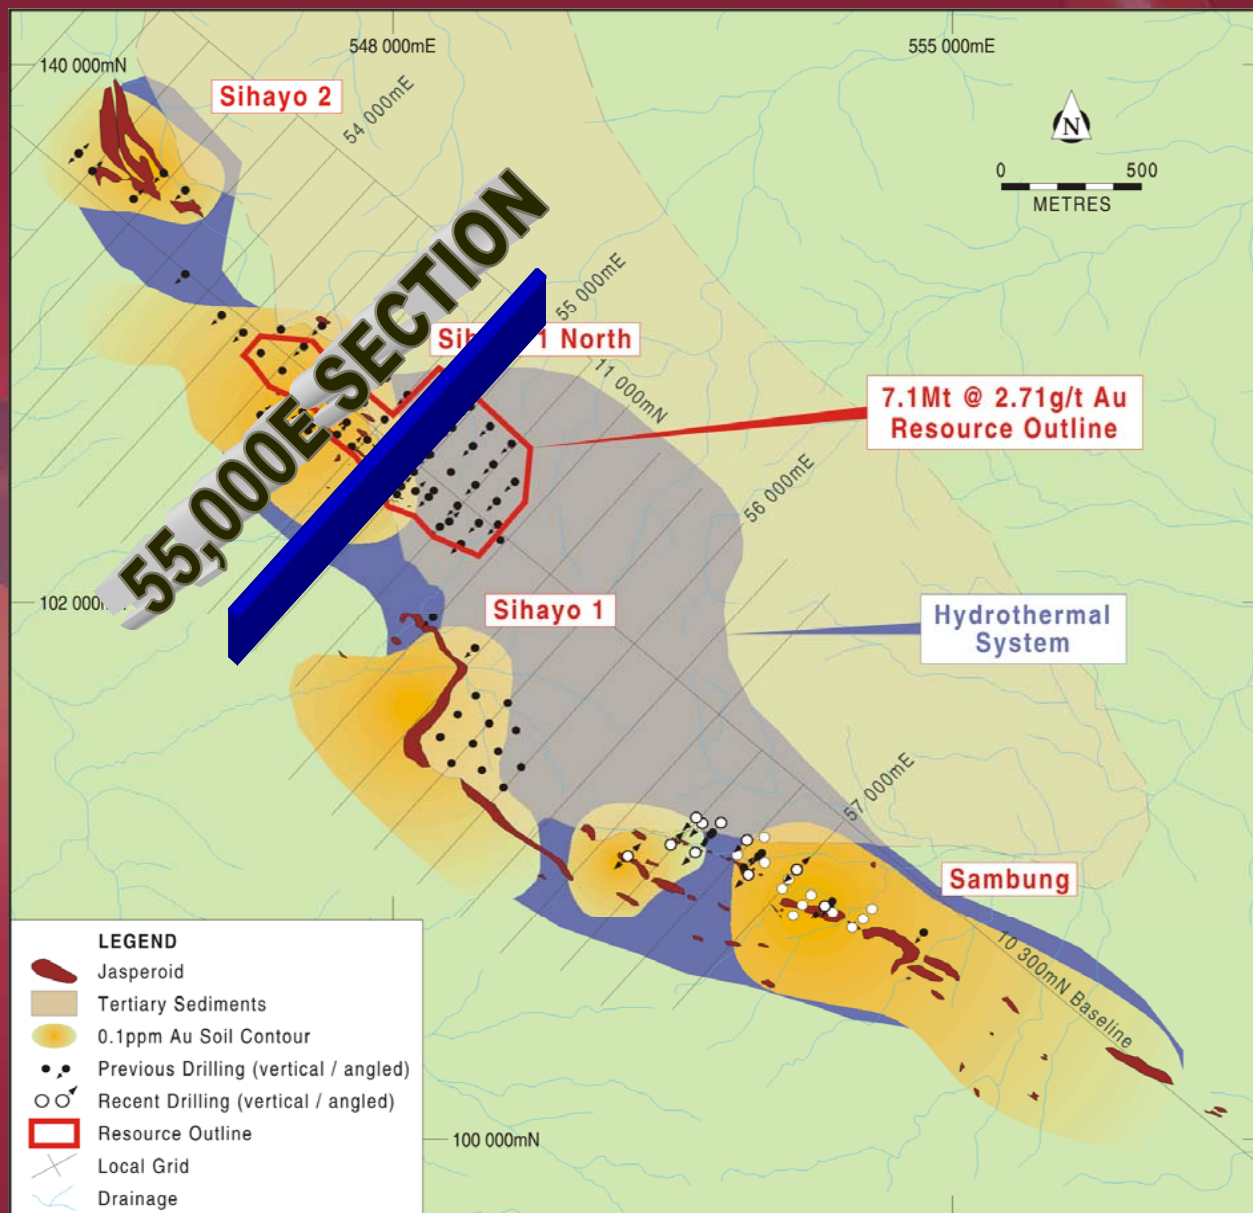 548 000mE
555 000mE
140 000mN
Sihayo 2
54 000mE
N
0 500
METRES
55,000E SECTION
55 000mE
1 North
11 000mN
7.1Mt @ 2.71g/t Au
Resource Outline
56 000mE
102 000m
Sihayo 1
Hydrothermal
System
57 000mE
Sambung
10 300mN Baseline
LEGEND
Jasperoid
Tertiary Sediments
0.1ppm Au Soil Contour
Previous Drilling (vertical / angled)
Recent Drilling (vertical / angled)
Resource Outline
Local Grid
Drainage
100 000mN